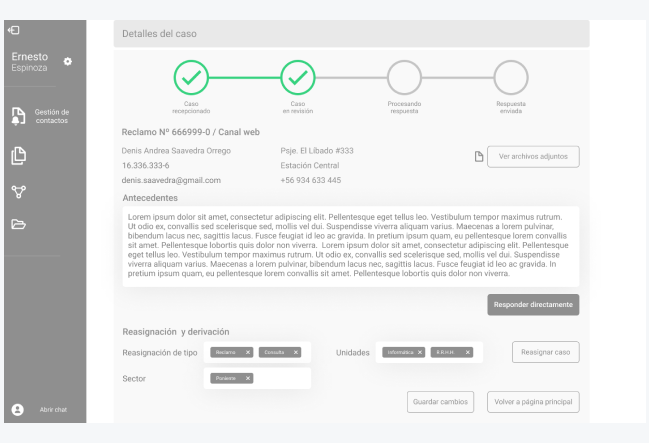 Detalles del caso
Ernesto
Espinoza
Gestión de
contactos
Abrir chat
Caso
recepcionado
Caso
en revisión
Procesando
respuesta
Respuesta
enviada
Reclamo Nº 666999-0 / Canal web
Denis Andrea Saavedra Orrego
Psje. El Líbado #333
16.336.333-6
Estación Central
denis.saavedra@gmail.com
+56 934 633 445
Ver archivos adjuntos
Antecedentes
Lorem ipsum dolor sit amet, consectetur adipiscing elit. Pellentesque eget tellus leo. Vestibulum tempor maximus rutrum.
Ut odio ex, convallis sed scelerisque sed, mollis vel dui. Suspendisse viverra aliquam varius. Maecenas a lorem pulvinar,
bibendum lacus nec, sagittis lacus. Fusce feugiat id leo ac gravida. In pretium ipsum quam, eu pellentesque lorem convallis
sit amet. Pellentesque lobortis quis dolor non viverra. Lorem ipsum dolor sit amet, consectetur adipiscing elit. Pellentesque
eget tellus leo. Vestibulum tempor maximus rutrum. Ut odio ex, convallis sed scelerisque sed, mollis vel dui. Suspendisse
viverra aliquam varius. Maecenas a lorem pulvinar, bibendum lacus nec, sagittis lacus. Fusce feugiat id leo ac gravida. In
pretium ipsum quam, eu pellentesque lorem convallis sit amet. Pellentesque lobortis quis dolor non viverra.
Responder directamente
Reasignación y derivación
Reasignación de tipo
Reclamo X
Consulta X
Unidades
Informatica X
R.R.H.H. X
Reasignar caso
Sector
Poniente X
Guardar cambios
Volver a página principal